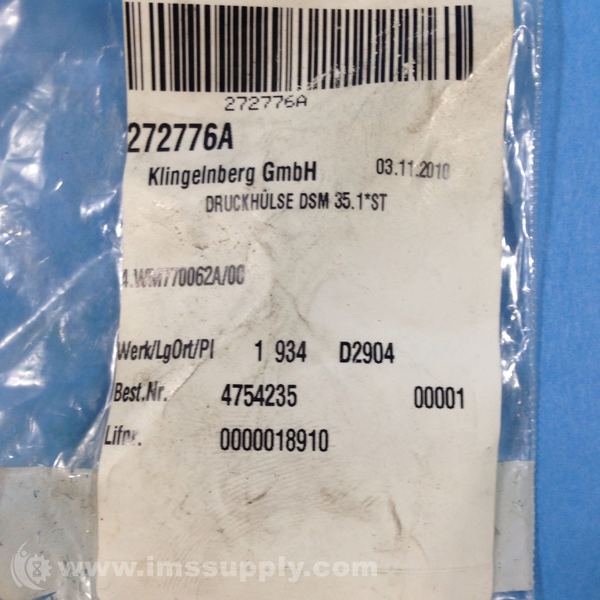 272776A
272776A
Klingelnberg GmbH 03.11.2010
DRUCKHÜLSE DSM 35.1*ST
4.WM770062A/00
Werk/LgOrt/Pl 1 934 D2904
Best.Nr. 4754235 00001
Lifnr. 0000018910
www.imssupply.com